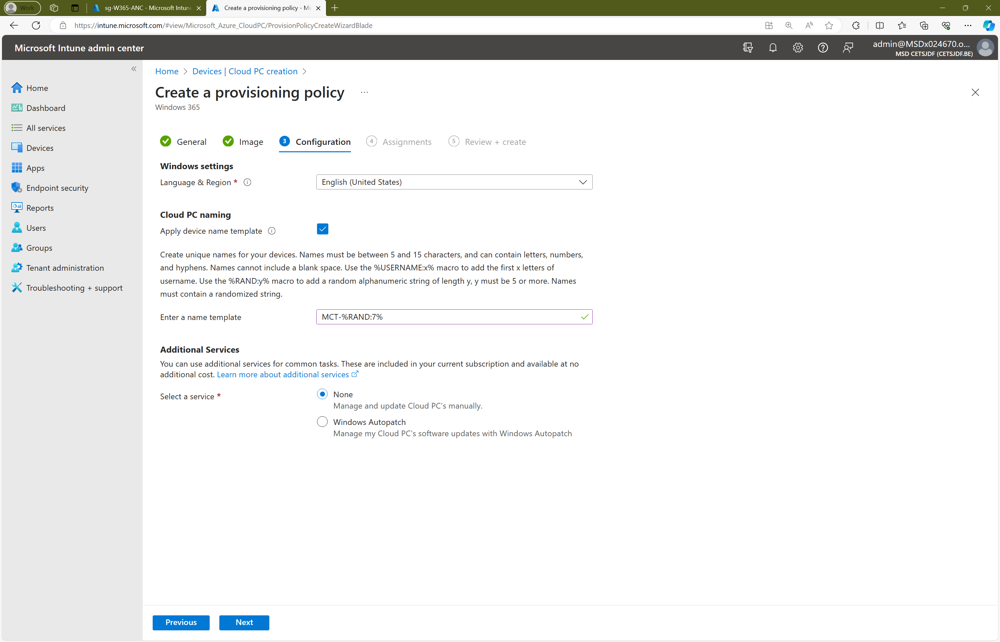 Work
sg-W365-ANC - Microsoft Intune
Create a provisioning policy - Mi
https://intune.microsoft.com/#view/Microsoft_Azure_CloudPC/ProvisionPolicyCreateWizardBlade
Microsoft Intune admin center
admin@MSDx024670.o...
MSD CETSJDF (CETSJDF.BE)
Home
Dashboard
All services
Devices
Apps
Endpoint security
Reports
Users
Groups
Tenant administration
Troubleshooting + support
Home > Devices | Cloud PC creation >
Create a provisioning policy ...
Windows 365
General
Image
3 Configuration
4 Assignments
5 Review + create
Windows settings
Language & Region *
English (United States)
Cloud PC naming
Apply device name template
Create unique names for your devices. Names must be between 5 and 15 characters, and can contain letters, numbers,
and hyphens. Names cannot include a blank space. Use the %USERNAME:x% macro to add the first x letters of
username. Use the %RAND:y% macro to add a random alphanumeric string of length y, y must be 5 or more. Names
must contain a randomized string.
Enter a name template
MCT-%RAND:7%
Additional Services
You can use additional services for common tasks. These are included in your current subscription and available at no
additional cost. Learn more about additional services
Select a service *
None
Manage and update Cloud PC’s manually.
Windows Autopatch
Manage my Cloud PC’s software updates with Windows Autopatch
Previous
Next